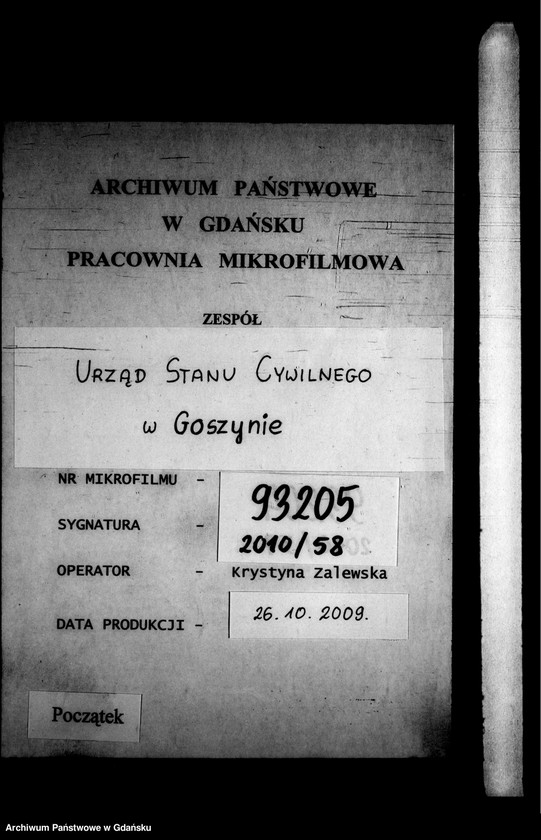 ARCHIWUM PAŃSTWOWE
W GDAŃSKU
PRACOWNIA MIKROFILMOWA
ZESPÓŁ
URZĄD STANU CYWILNEGO
w Goszynie
NR MIKROFILMU - 93205
SYGNATURA - 2010/58
OPERATOR - Krystyna Zalewska
DATA PRODUKCJI - 26.10.2009.
Początek
Archiwum Państwowe w Gdańsku